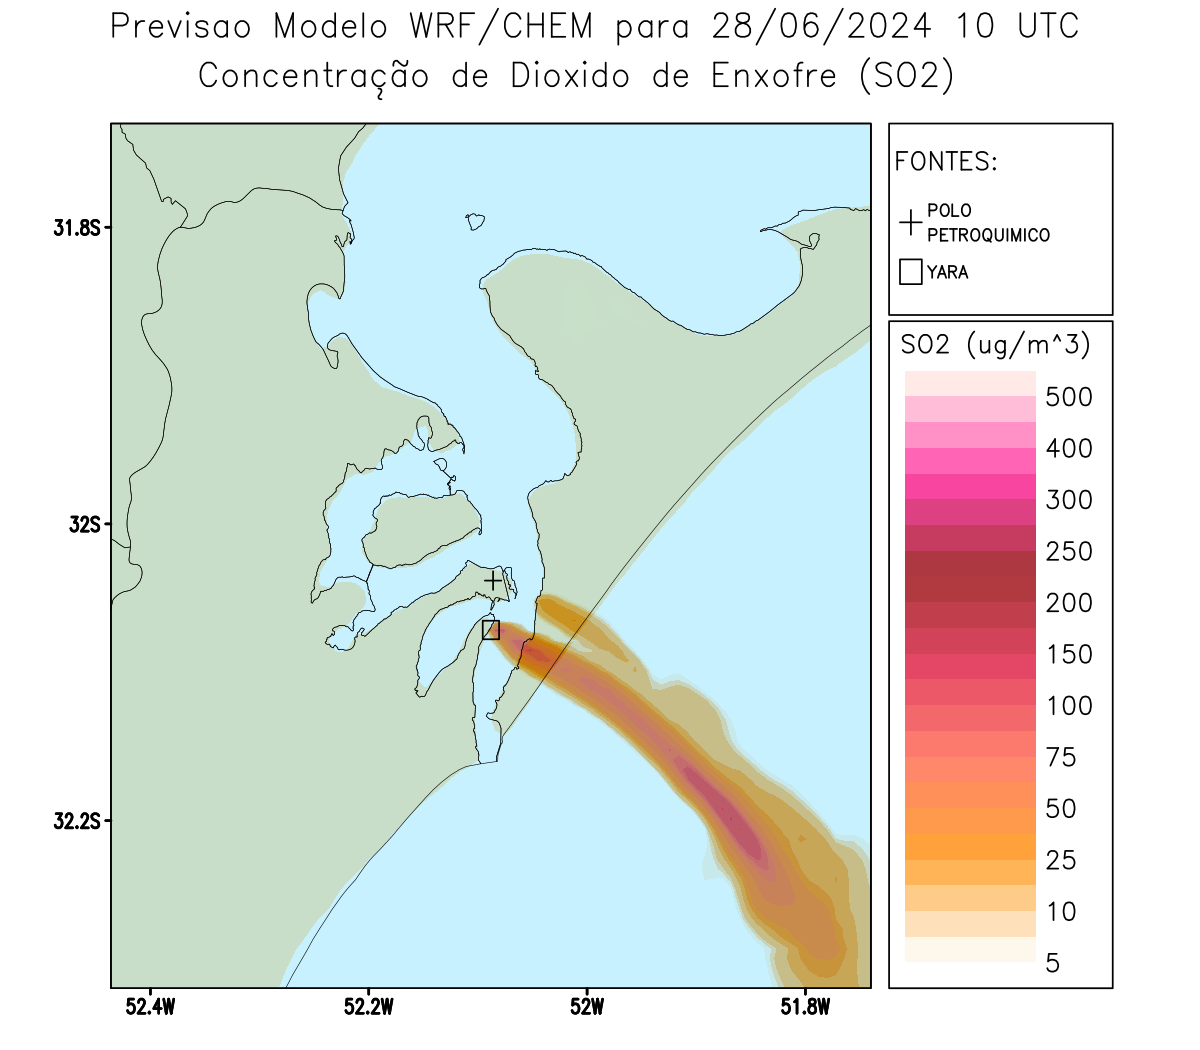 Previsao Modelo WRF/CHEM para 28/06/2024 10 UTC
Concentração de Dioxido de Enxofre (SO2)
FONTES:
POLO
PETROQUIMICO
YARA
SO2 (ug/m^3)
500
400
300
250
200
150
100
75
50
25
10
5
31.8S
32S
32.2S
52.4W
52.2W
52W
51.8W